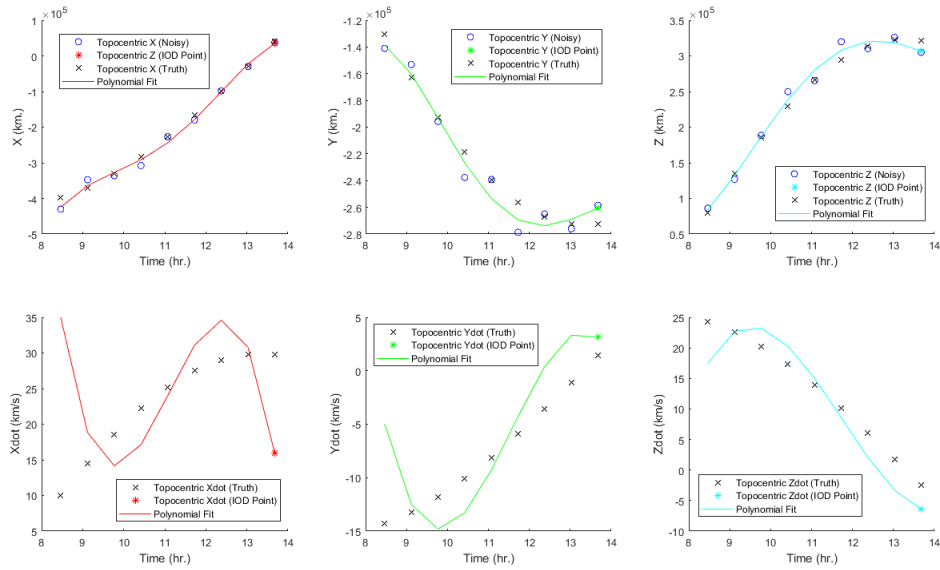 ×10^5
1
0
-1
-2
-3
-4
-5
X (km.)
8 9 10 11 12 13 14
Time (hr.)
Topocentric X (Noisy)
Topocentric Z (IOD Point)
Topocentric X (Truth)
Polynomial Fit
×10^5
-1.2
-1.4
-1.6
-1.8
-2
-2.2
-2.4
-2.6
-2.8
Y (km.)
8 9 10 11 12 13 14
Time (hr.)
Topocentric Y (Noisy)
Topocentric Y (IOD Point)
Topocentric Y (Truth)
Polynomial Fit
×10^5
3.5
3
2.5
2
1.5
1
0.5
Z (km.)
8 9 10 11 12 13 14
Time (hr.)
Topocentric Z (Noisy)
Topocentric Z (IOD Point)
Topocentric Z (Truth)
Polynomial Fit
35
30
25
20
15
10
5
Xdot (km/s)
8 9 10 11 12 13 14
Time (hr.)
Topocentric Xdot (Truth)
Topocentric Xdot (IOD Point)
Polynomial Fit
5
0
-5
-10
-15
Ydot (km/s)
8 9 10 11 12 13 14
Time (hr.)
Topocentric Ydot (Truth)
Topocentric Ydot (IOD Point)
Polynomial Fit
25
20
15
10
5
0
-5
-10
Zdot (km/s)
8 9 10 11 12 13 14
Time (hr.)
Topocentric Zdot (Truth)
Topocentric Zdot (IOD Point)
Polynomial Fit